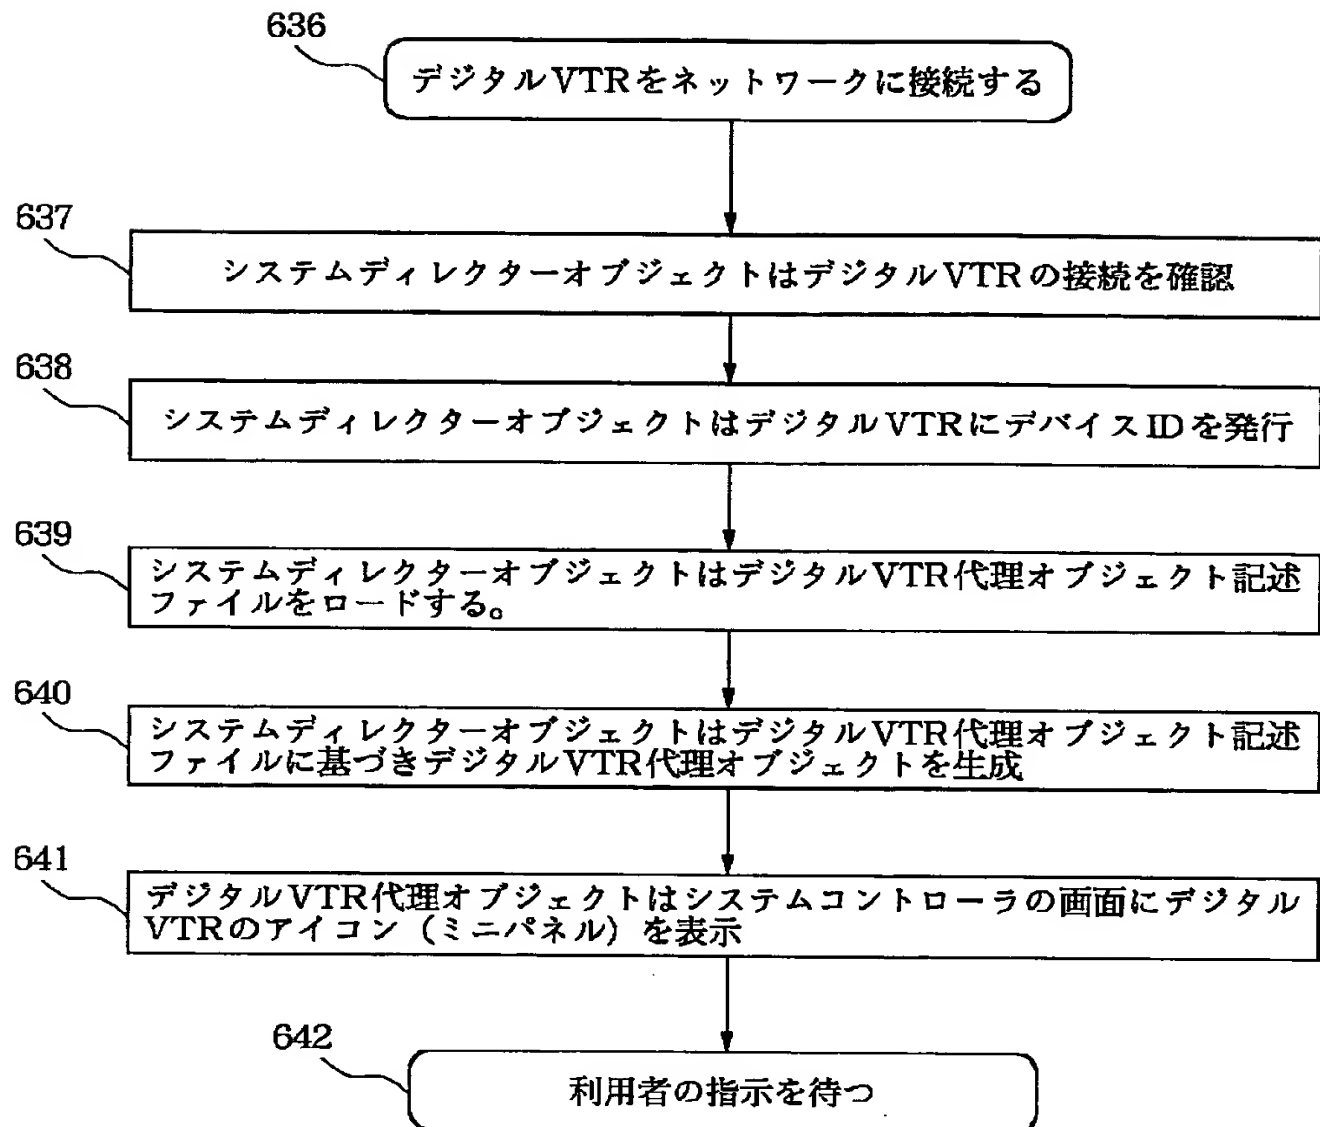 636
デジタルVTRをネットワークに接続する
637
システムディレクターオブジェクトはデジタルVTRの接続を確認
638
システムディレクターオブジェクトはデジタルVTRにデバイスIDを発行
639
システムディレクターオブジェクトはデジタルVTR代理オブジェクト記述
ファイルをロードする。
640
システムディレクターオブジェクトはデジタルVTR代理オブジェクト記述
ファイルに基づきデジタルVTR代理オブジェクトを生成
641
デジタルVTR代理オブジェクトはシステムコントローラの画面にデジタル
VTRのアイコン（ミニパネル）を表示
642
利用者の指示を待つ